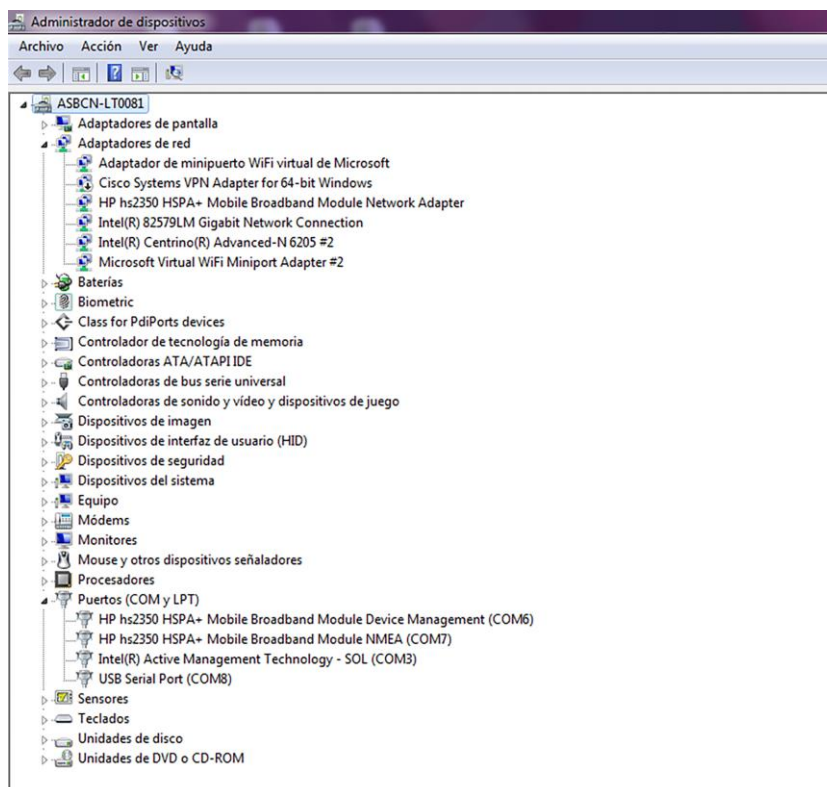 Administrador de dispositivos
Archivo Acción Ver Ayuda
ASBCN-LT0081
Adaptadores de pantalla
Adaptadores de red
Adaptador de minipuerto WiFi virtual de Microsoft
Cisco Systems VPN Adapter for 64-bit Windows
HP hs2350 HSPA+ Mobile Broadband Module Network Adapter
Intel(R) 82579LM Gigabit Network Connection
Intel(R) Centrino(R) Advanced-N 6205 #2
Microsoft Virtual WiFi Miniport Adapter #2
Baterías
Biometric
Class for PdiPorts devices
Controlador de tecnología de memoria
Controladoras ATA/ATAPI IDE
Controladoras de bus serie universal
Controladoras de sonido y vídeo y dispositivos de juego
Dispositivos de imagen
Dispositivos de interfaz de usuario (HID)
Dispositivos de seguridad
Dispositivos del sistema
Equipo
Módems
Monitores
Mouse y otros dispositivos señaladores
Procesadores
Puertos (COM y LPT)
HP hs2350 HSPA+ Mobile Broadband Module Device Management (COM6)
HP hs2350 HSPA+ Mobile Broadband Module NMEA (COM7)
Intel(R) Active Management Technology - SOL (COM3)
USB Serial Port (COM8)
Sensores
Teclados
Unidades de disco
Unidades de DVD o CD-ROM